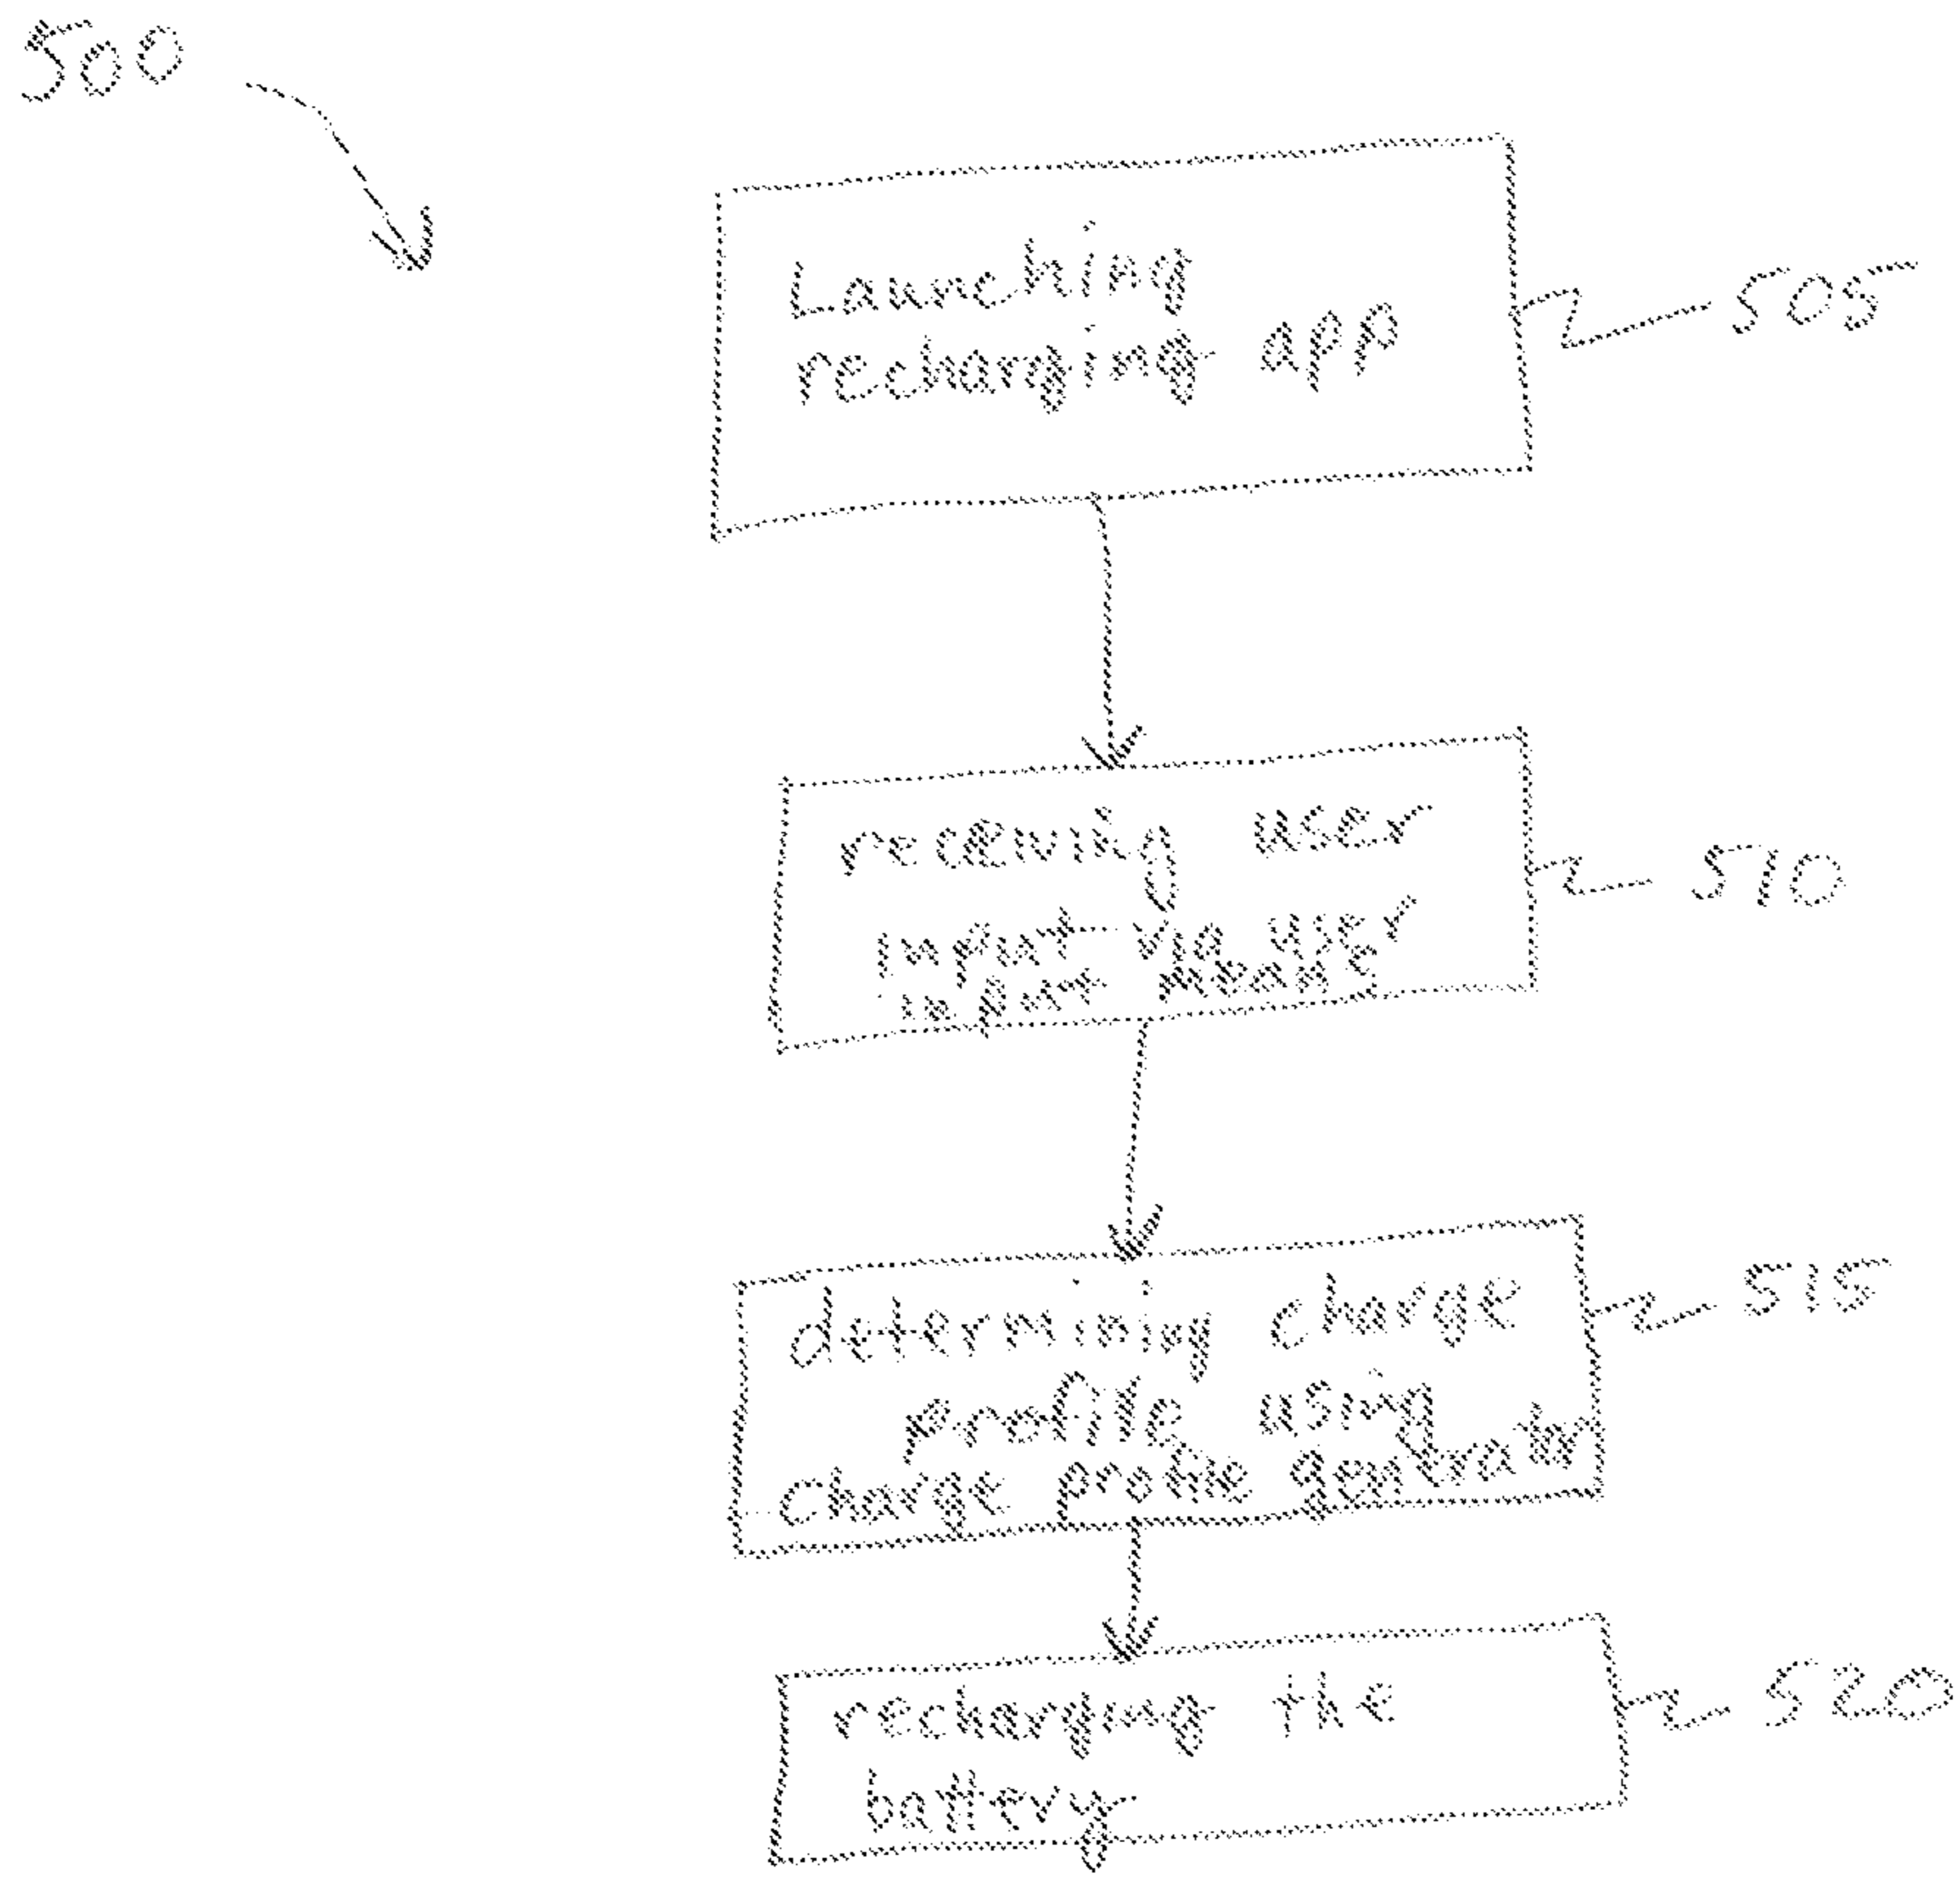 500
Launching
recharging app
505
receiving user
input via user
input means
510
determining charge
profile using
charge profile generator
515
recharging the
battery
520